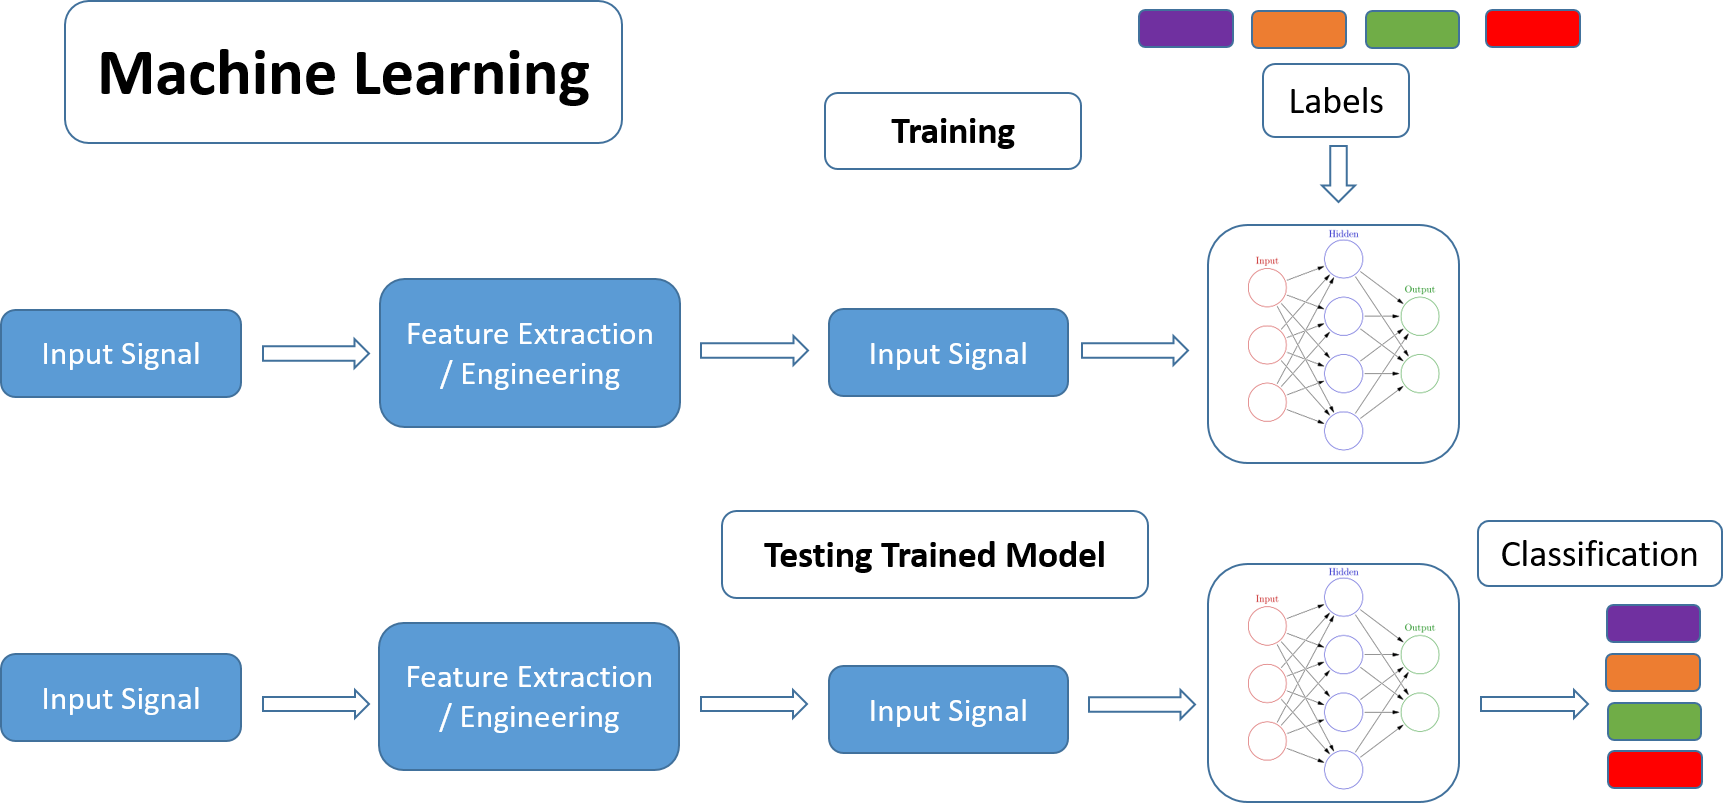 Machine Learning
Labels
Training
Hidden
Input
Output
Input Signal
Feature Extraction
/ Engineering
Input Signal
Testing Trained Model
Classification
Hidden
Input
Output
Input Signal
Feature Extraction
/ Engineering
Input Signal